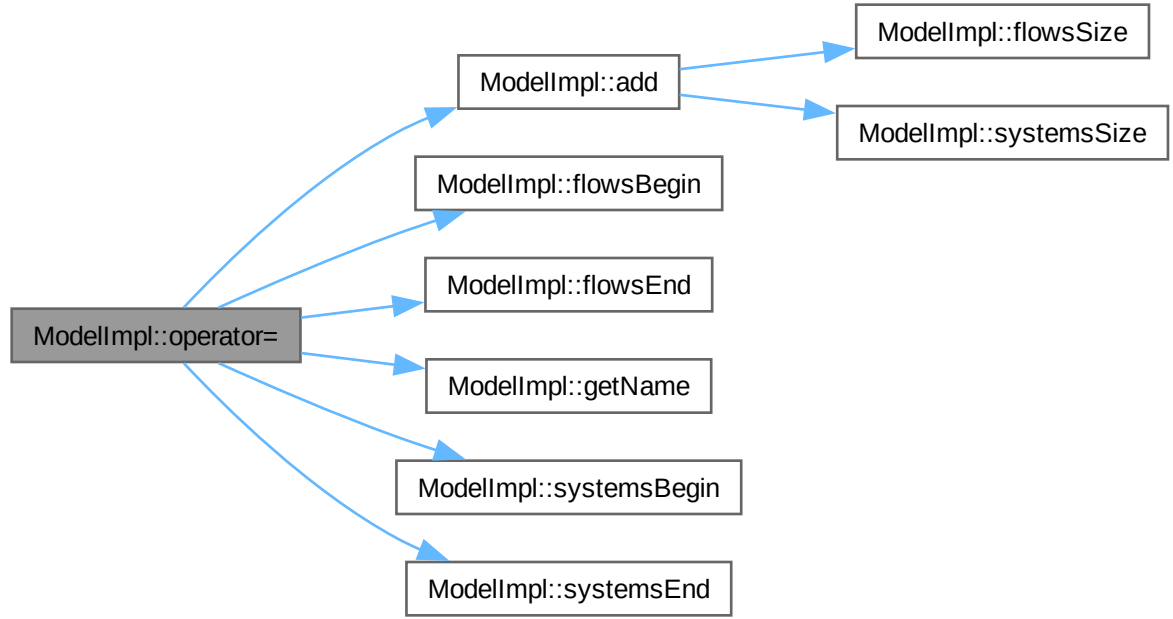 ModelImpl::flowsSize
ModelImpl::add
ModelImpl::systemsSize
ModelImpl::flowsBegin
ModelImpl::flowsEnd
ModelImpl::operator=
ModelImpl::getName
ModelImpl::systemsBegin
ModelImpl::systemsEnd